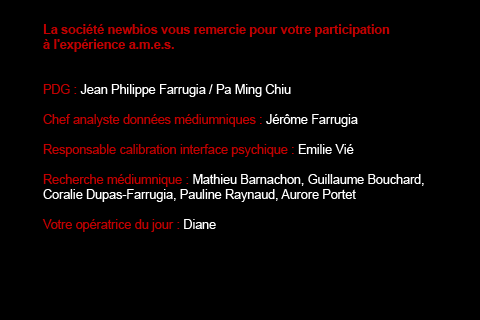 La société newbios vous remercie pour votre participation
à l'expérience a.m.e.s.
PDG : Jean Philippe Farrugia / Pa Ming Chiu
Chef analyste données médiumniques : Jérôme Farrugia
Responsable calibration interface psychique : Emilie Vié
Recherche médiumnique : Mathieu Barnachon, Guillaume Bouchard,
Coralie Dupas-Farrugia, Pauline Raynaud, Aurore Portet
Votre opératrice du jour : Diane